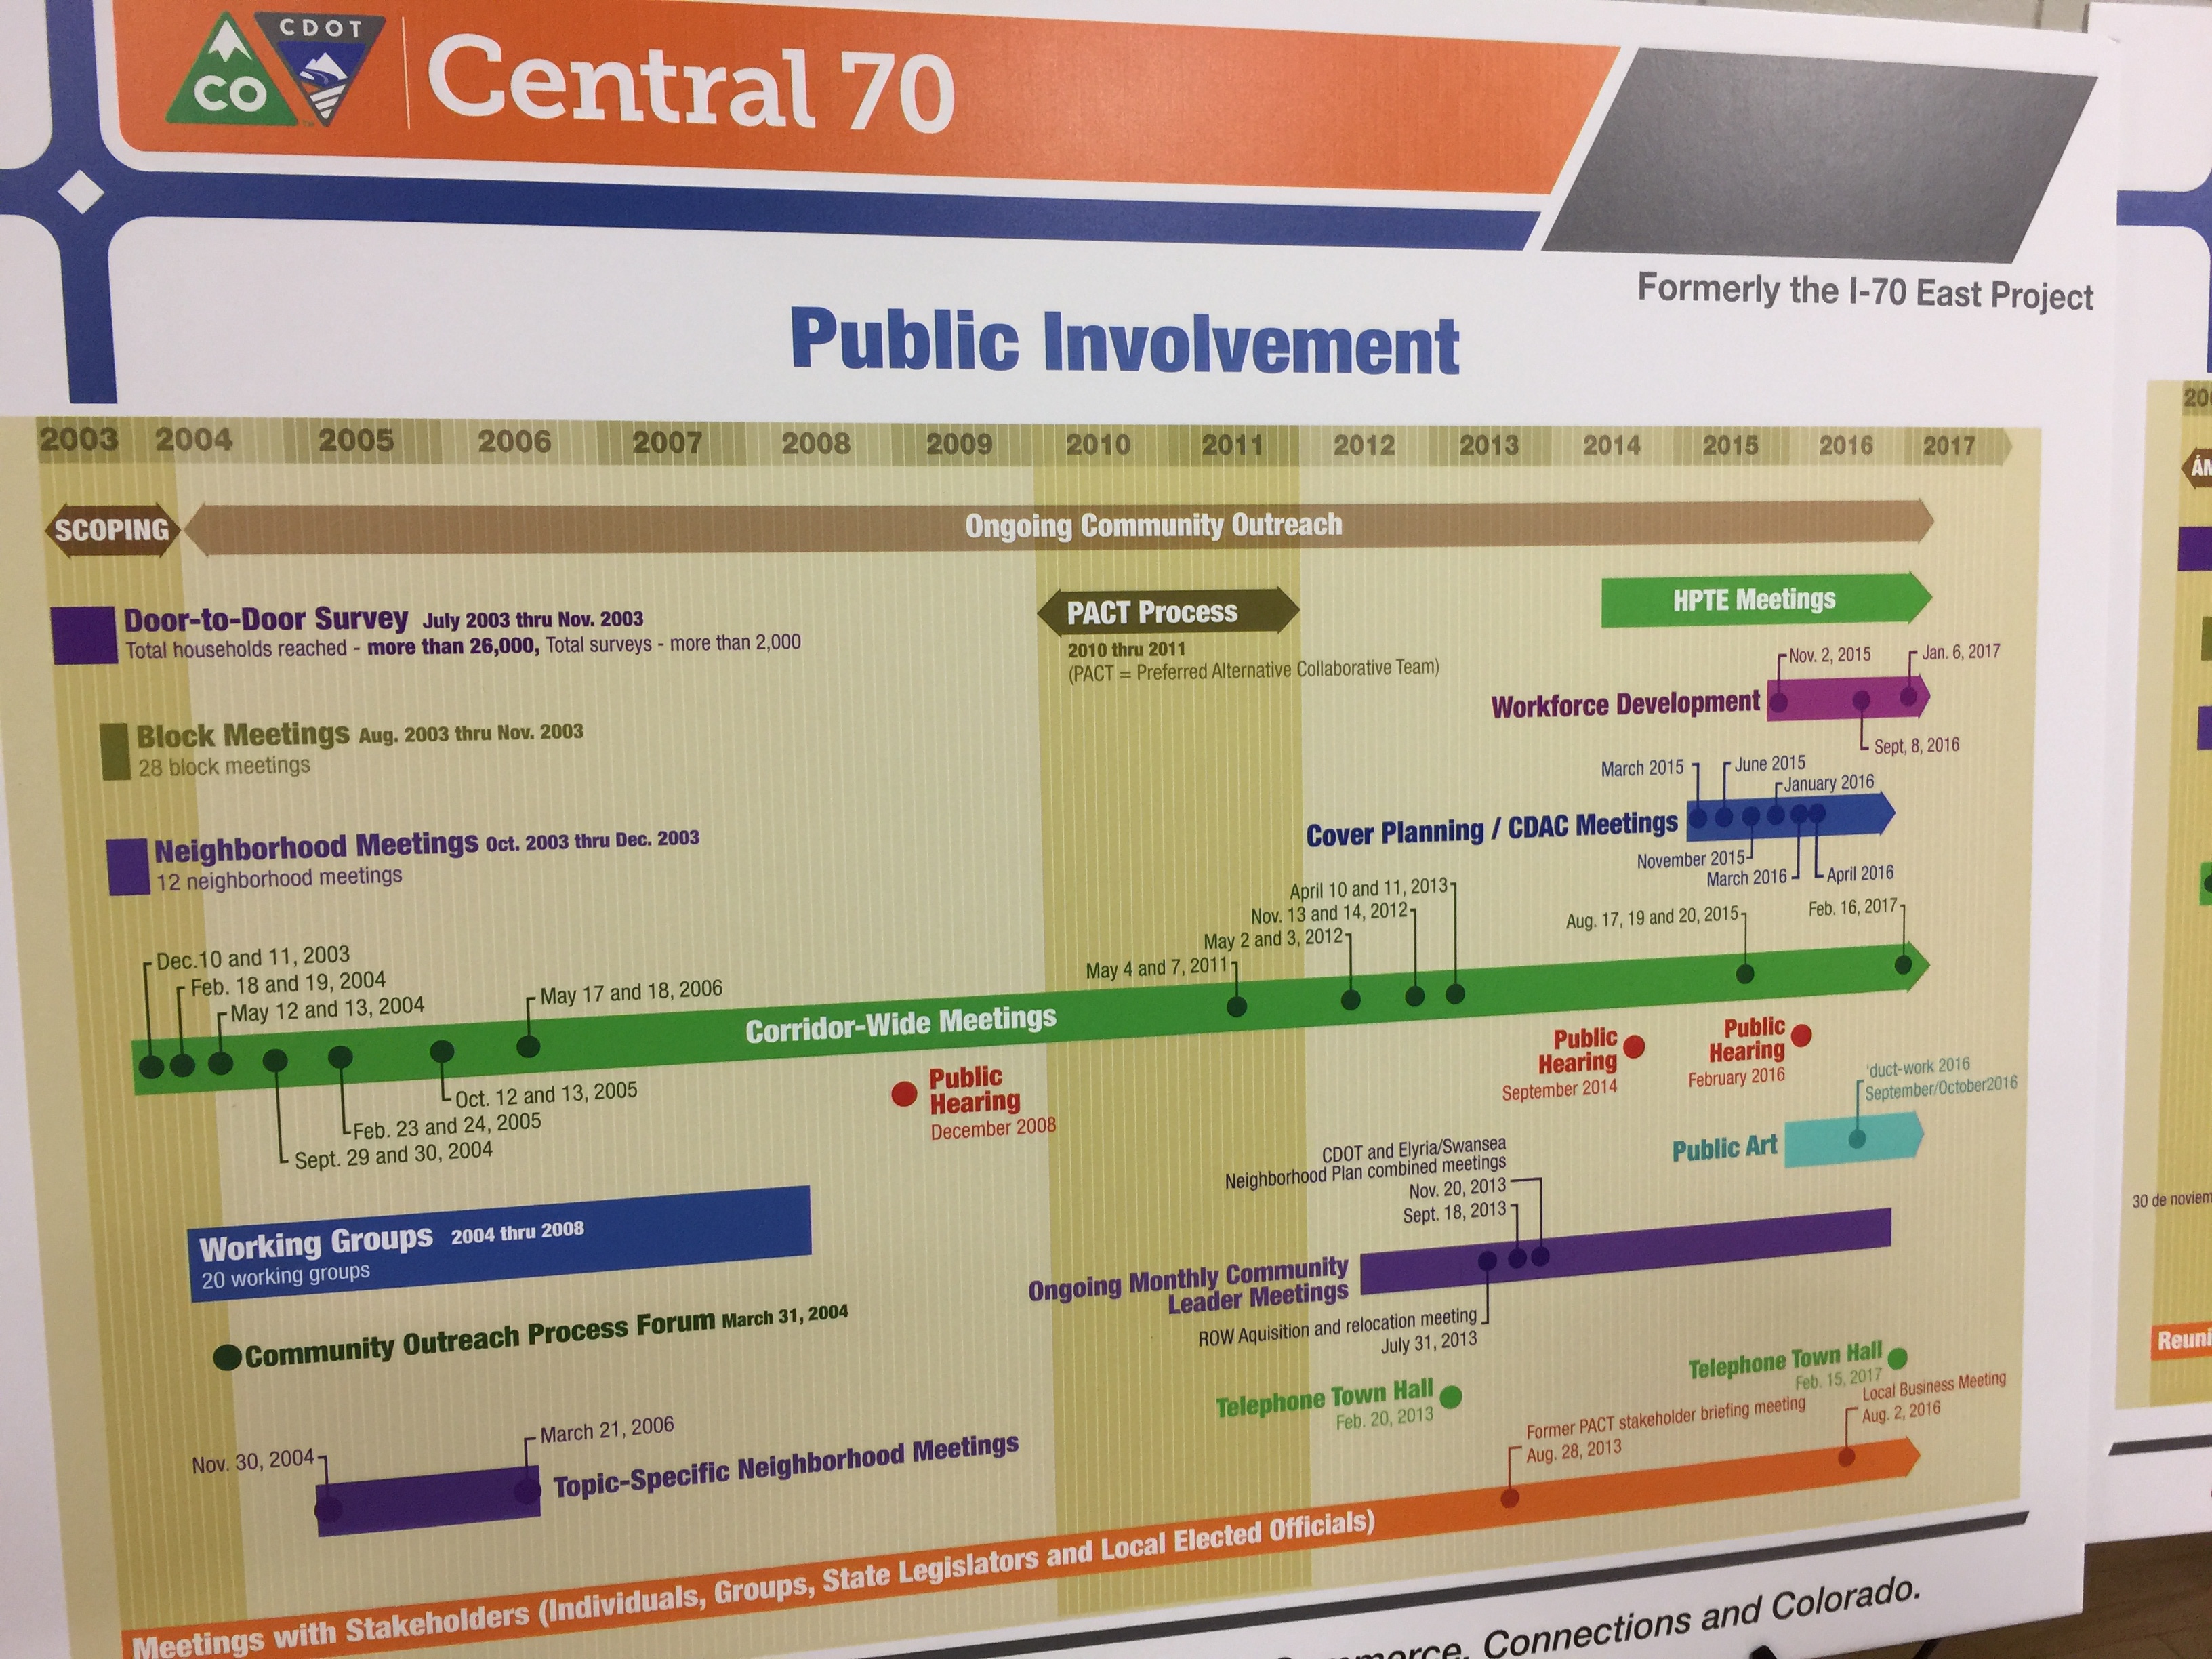 CO
CDOT
Central 70
Formerly the I-70 East Project
Public Involvement
2003 2004 2005 2006 2007 2008 2009 2010 2011 2012 2013 2014 2015 2016 2017
SCOPING
Ongoing Community Outreach
Door-to-Door Survey July 2003 thru Nov. 2003
Total households reached - more than 26,000, Total surveys - more than 2,000
PACT Process
2010 thru 2011
(PACT = Preferred Alternative Collaborative Team)
HPTE Meetings
Nov. 2, 2015
Jan. 6, 2017
Workforce Development
Sept, 8, 2016
Block Meetings Aug. 2003 thru Nov. 2003
28 block meetings
March 2015
June 2015
January 2016
Cover Planning / CDAC Meetings
November 2015
March 2016
April 2016
Neighborhood Meetings Oct. 2003 thru Dec. 2003
12 neighborhood meetings
Dec.10 and 11, 2003
Feb. 18 and 19, 2004
May 12 and 13, 2004
May 17 and 18, 2006
April 10 and 11, 2013
Nov. 13 and 14, 2012
May 2 and 3, 2012
May 4 and 7, 2011
Aug. 17, 19 and 20, 2015
Feb. 16, 2017
Corridor-Wide Meetings
Oct. 12 and 13, 2005
Feb. 23 and 24, 2005
Sept. 29 and 30, 2004
Public
Hearing
December 2008
Public
Hearing
September 2014
Public
Hearing
February 2016
'duct-work 2016
September/October2016
Public Art
Working Groups 2004 thru 2008
20 working groups
CDOT and Elyria/Swansea
Neighborhood Plan combined meetings
Nov. 20, 2013
Sept. 18, 2013
Ongoing Monthly Community
Leader Meetings
ROW Aquisition and relocation meeting
July 31, 2013
Community Outreach Process Forum March 31, 2004
Telephone Town Hall
Feb. 20, 2013
Telephone Town Hall
Feb. 15, 2017
Nov. 30, 2004
March 21, 2006
Topic-Specific Neighborhood Meetings
Former PACT stakeholder briefing meeting
Aug. 28, 2013
Local Business Meeting
Aug. 2, 2016
Meetings with Stakeholders (Individuals, Groups, State Legislators and Local Elected Officials)
Connections and Colorado.
30 de